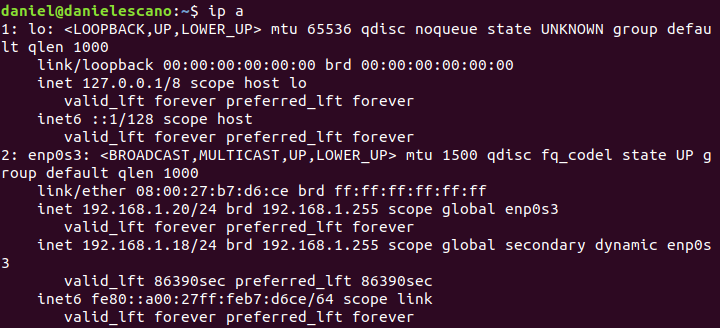 daniel@danielescano:~$ ip a
1: lo: <LOOPBACK,UP,LOWER_UP> mtu 65536 qdisc noqueue state UNKNOWN group defau
lt qlen 1000
    link/loopback 00:00:00:00:00:00 brd 00:00:00:00:00:00
    inet 127.0.0.1/8 scope host lo
       valid_lft forever preferred_lft forever
    inet6 ::1/128 scope host
       valid_lft forever preferred_lft forever
2: enp0s3: <BROADCAST,MULTICAST,UP,LOWER_UP> mtu 1500 qdisc fq_codel state UP g
roup default qlen 1000
    link/ether 08:00:27:b7:d6:ce brd ff:ff:ff:ff:ff:ff
    inet 192.168.1.20/24 brd 192.168.1.255 scope global enp0s3
       valid_lft forever preferred_lft forever
    inet 192.168.1.18/24 brd 192.168.1.255 scope global secondary dynamic enp0s
3
       valid_lft 86390sec preferred_lft 86390sec
    inet6 fe80::a00:27ff:feb7:d6ce/64 scope link
       valid_lft forever preferred_lft forever